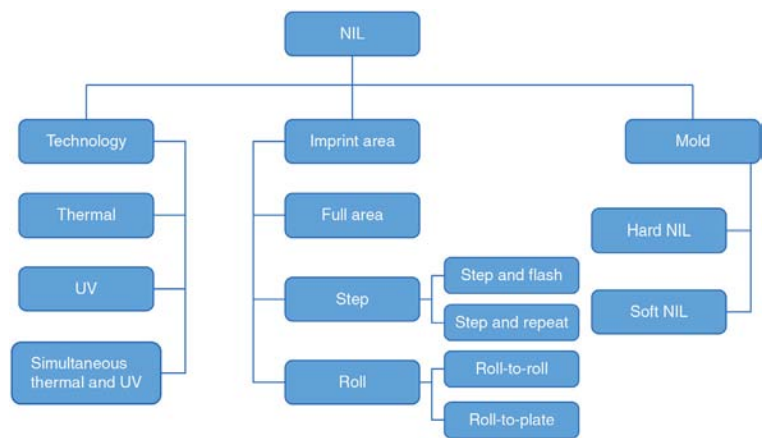 NIL
Technology
Imprint area
Mold
Thermal
Full area
Hard NIL
UV
Step
Step and flash
Step and repeat
Soft NIL
Simultaneous
thermal and UV
Roll
Roll-to-roll
Roll-to-plate